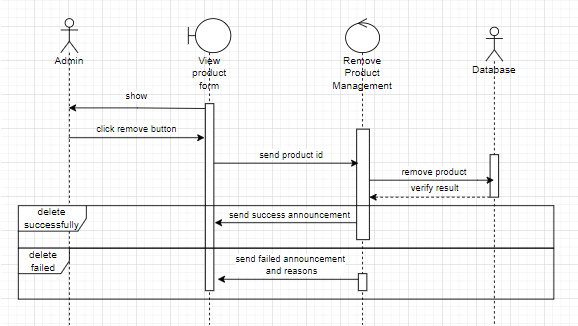 Admin
View
product
form
Remove
Product
Management
Database
show
click remove button
send product id
remove product
verify result
delete
successfully
send success announcement
delete
failed
send failed announcement
and reasons